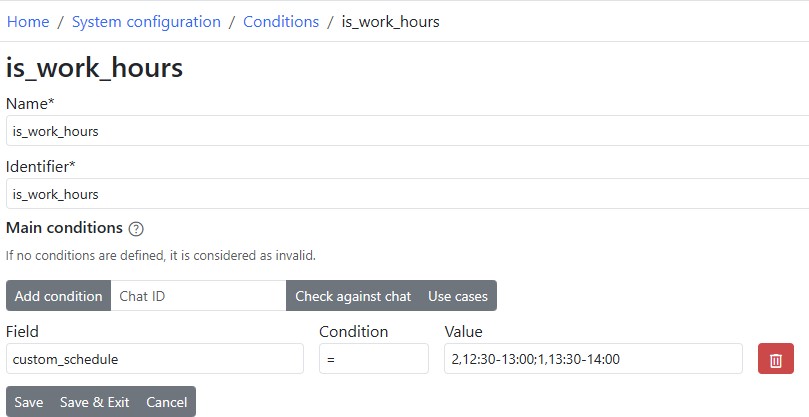 Home / System configuration / Conditions / is_work_hours
is_work_hours
Name*
is_work_hours
Identifier*
is_work_hours
Main conditions ?
If no conditions are defined, it is considered as invalid.
Add condition Chat ID Check against chat Use cases
Field Condition Value
custom_schedule = 2,12:30-13:00;1,13:30-14:00
Save Save & Exit Cancel